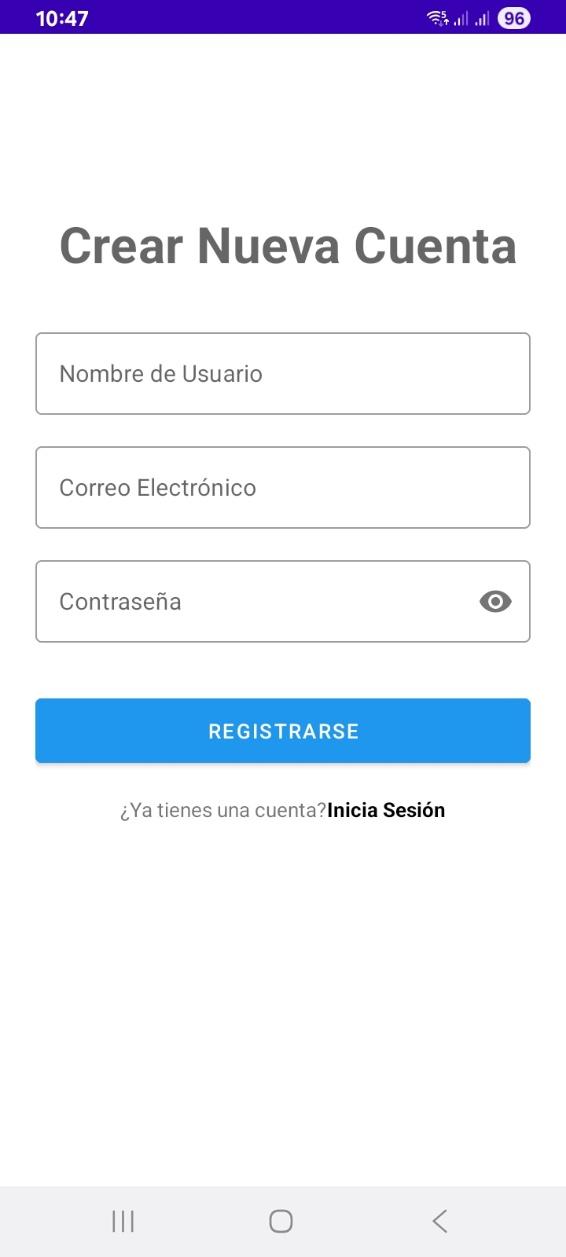 10:47
5
96
Crear Nueva Cuenta
Nombre de Usuario
Correo Electrónico
Contraseña
REGISTRARSE
¿Ya tienes una cuenta?Inicia Sesión